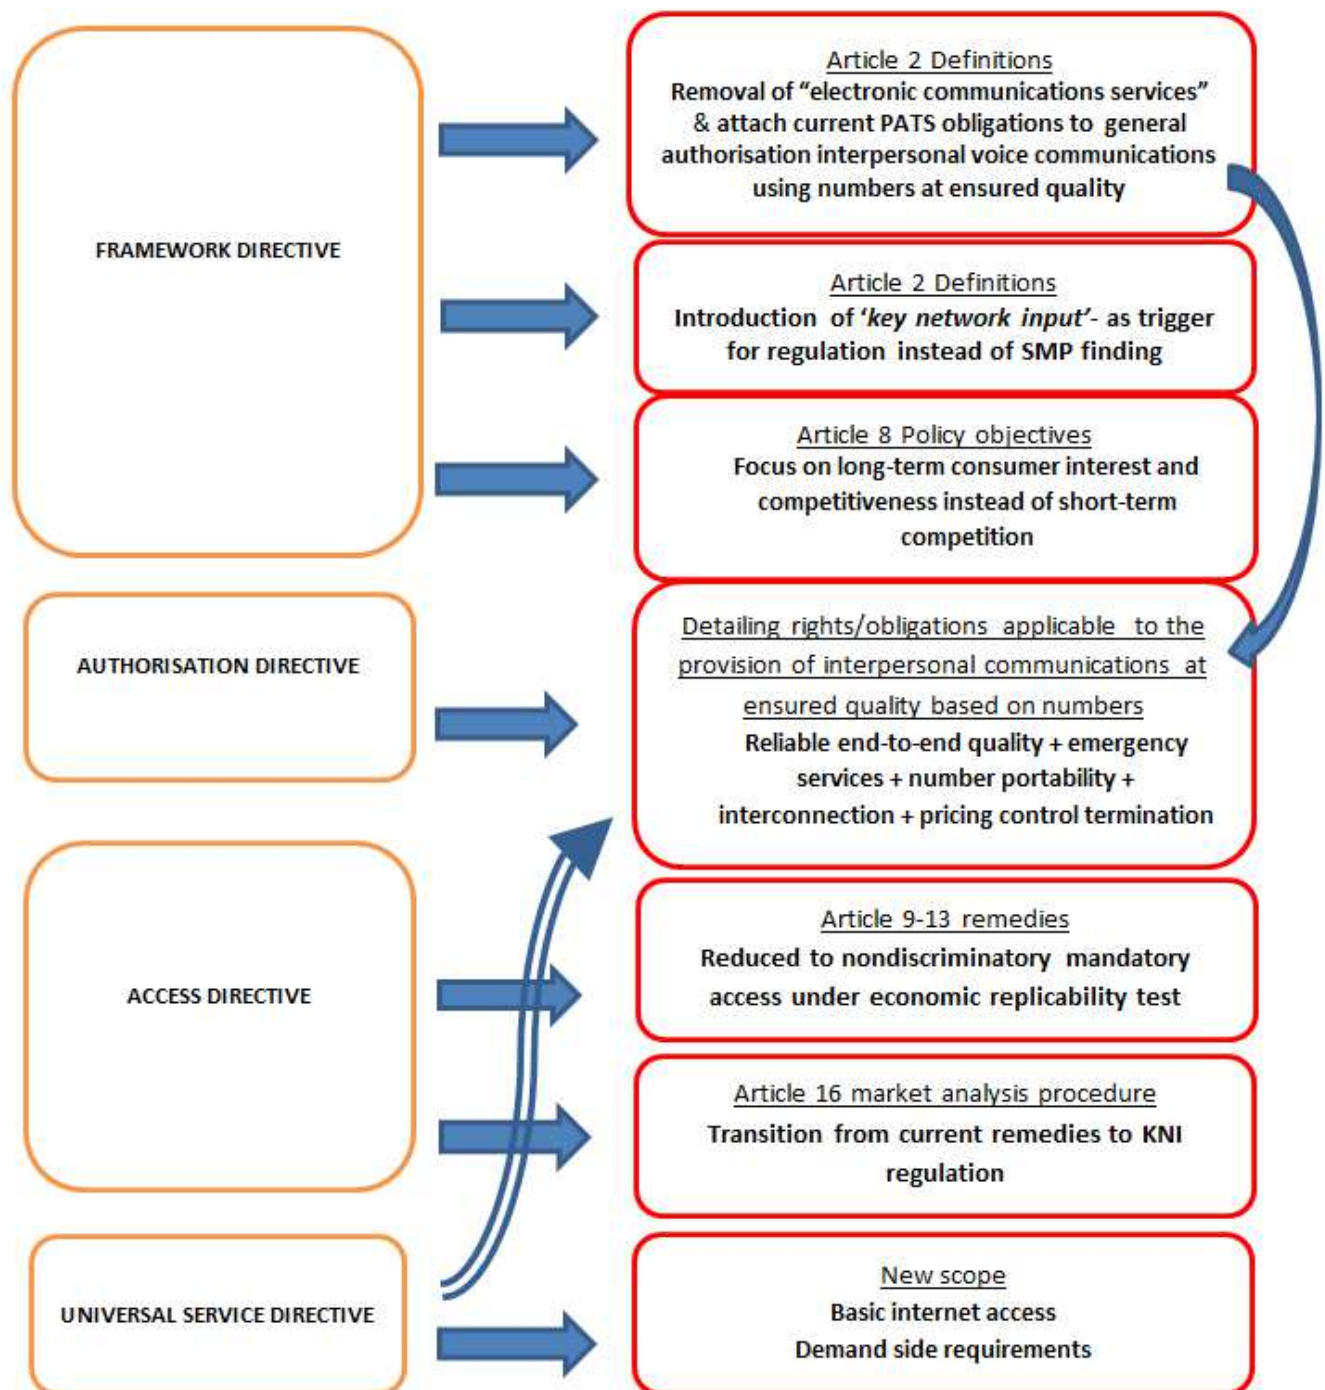 FRAMEWORK DIRECTIVE
Article 2 Definitions
Removal of “electronic communications services”
& attach current PATS obligations to general
authorisation interpersonal voice communications
using numbers at ensured quality
Article 2 Definitions
Introduction of ‘key network input’- as trigger
for regulation instead of SMP finding
Article 8 Policy objectives
Focus on long-term consumer interest and
competitiveness instead of short-term
competition
AUTHORISATION DIRECTIVE
Detailing rights/obligations applicable to the
provision of interpersonal communications at
ensured quality based on numbers
Reliable end-to-end quality + emergency
services + number portability +
interconnection + pricing control termination
ACCESS DIRECTIVE
Article 9-13 remedies
Reduced to nondiscriminatory mandatory
access under economic replicability test
Article 16 market analysis procedure
Transition from current remedies to KNI
regulation
UNIVERSAL SERVICE DIRECTIVE
New scope
Basic internet access
Demand side requirements